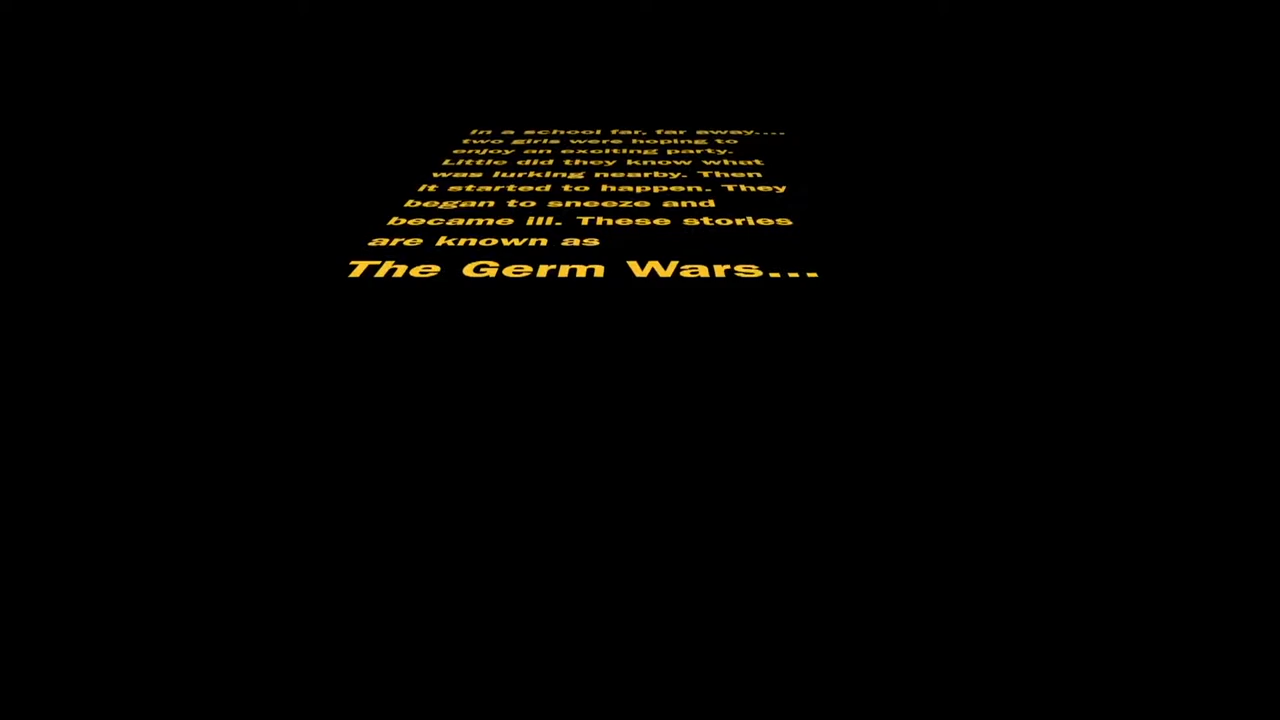 In a school far, far away....
two girls were hoping to
enjoy an exciting party.
Little did they know what
was lurking nearby. Then
it started to happen. They
began to sneeze and
became ill. These stories
are known as
The Germ Wars...